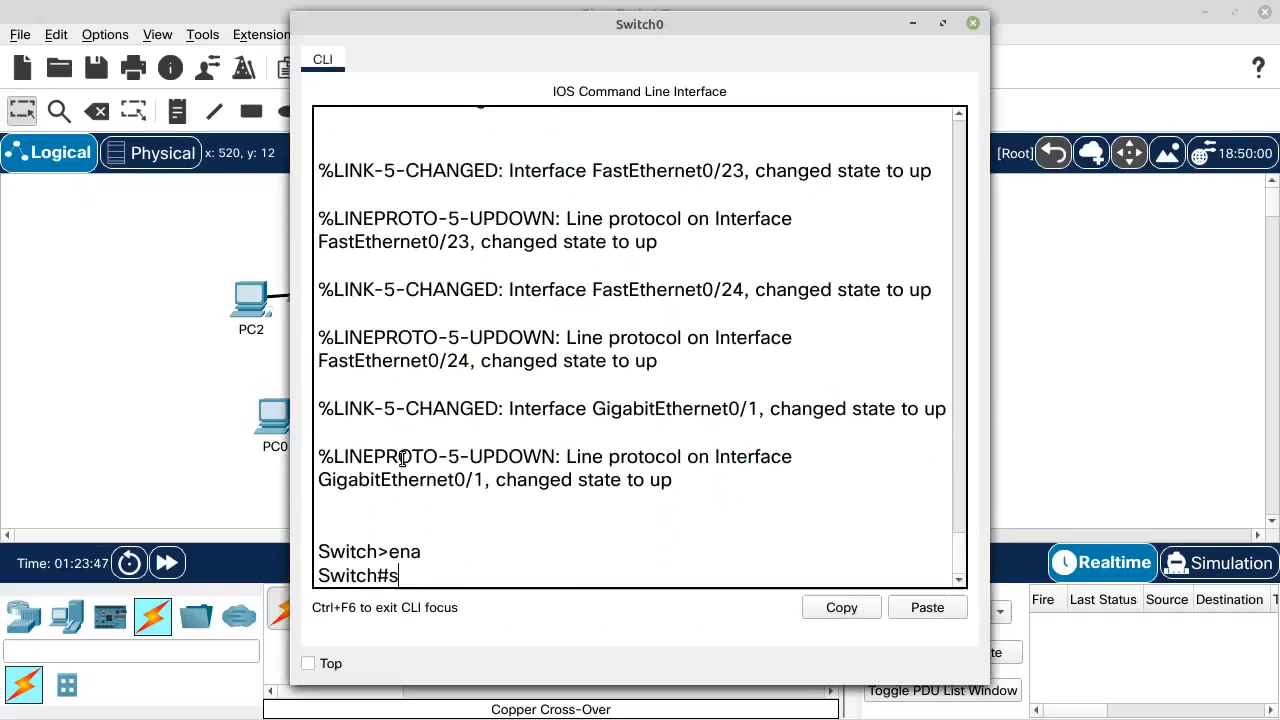 Switch0
File Edit Options View Tools Extension
CLI
IOS Command Line Interface
Logical Physical x: 520, y: 12 [Root] 18:50:00
%LINK-5-CHANGED: Interface FastEthernet0/23, changed state to up
%LINEPROTO-5-UPDOWN: Line protocol on Interface
FastEthernet0/23, changed state to up
%LINK-5-CHANGED: Interface FastEthernet0/24, changed state to up
%LINEPROTO-5-UPDOWN: Line protocol on Interface
FastEthernet0/24, changed state to up
%LINK-5-CHANGED: Interface GigabitEthernet0/1, changed state to up
%LINEPROTO-5-UPDOWN: Line protocol on Interface
GigabitEthernet0/1, changed state to up
Switch>ena
Switch#s
PC2
PC0
Ctrl+F6 to exit CLI focus Copy Paste
Top
Time: 01:23:47 Realtime Simulation
Fire Last Status Source Destination
Toggle PDU List Window
Copper Cross-Over